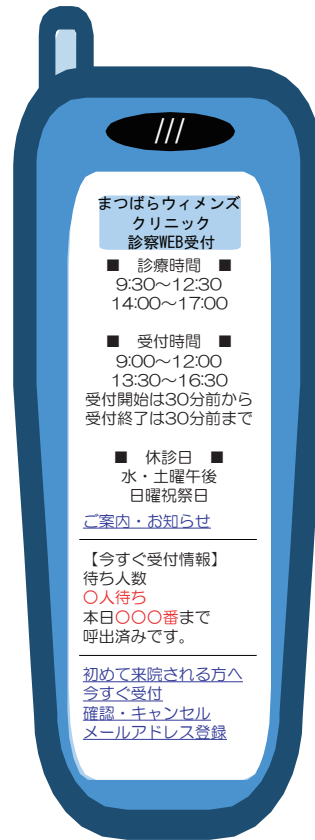 まつばらウィメンズ
クリニック
診察WEB受付
■ 診療時間 ■
9:30～12:30
14:00～17:00
■ 受付時間 ■
9:00～12:00
13:30～16:30
受付開始は30分前から
受付終了は30分前まで
■ 休診日 ■
水・土曜午後
日曜祝祭日
ご案内・お知らせ
【今すぐ受付情報】
待ち人数
〇人待ち
本日〇〇〇番まで
呼出済みです。
初めて来院される方へ
今すぐ受付
確認・キャンセル
メールアドレス登録